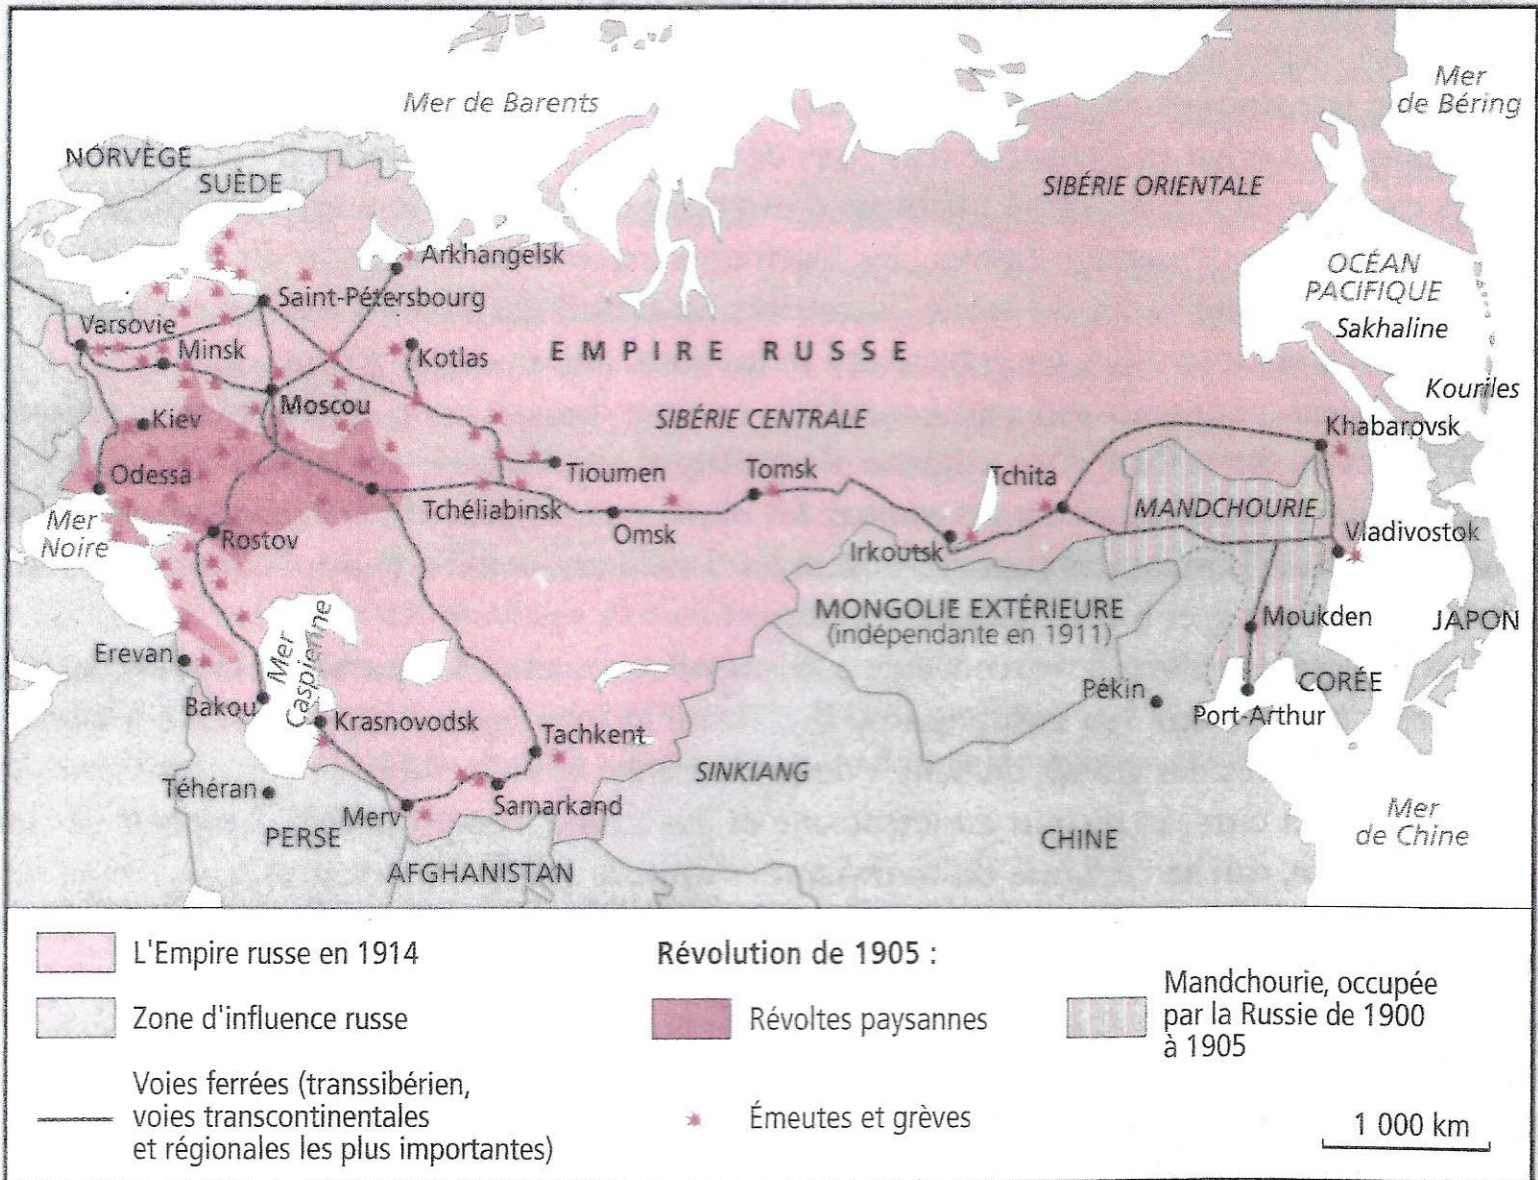 Mer
de Béring
Mer de Barents
NORVÈGE
SUÈDE
SIBÉRIE ORIENTALE
Arkhangelsk
OCÉAN
PACIFIQUE
Saint-Pétersbourg
Sakhaline
Varsovie
Minsk
Kotlas
EMPIRE RUSSE
Kouriles
Moscou
SIBÉRIE CENTRALE
Kiev
Khabarovsk
Odessa
Tioumen
Tomsk
Tchita
Tchéliabinsk
MANDCHOURIE
Mer
Noire
Rostov
Omsk
Irkoutsk
Vladivostok
MONGOLIE EXTÉRIEURE
(indépendante en 1911)
Moukden
JAPON
Erevan
Mer
Caspienne
Pékin
CORÉE
Bakou
Krasnovodsk
Port-Arthur
Tachkent
SINKIANG
Téhéran
Merv
Samarkand
Mer
de Chine
PERSE
CHINE
AFGHANISTAN
L'Empire russe en 1914
Zone d'influence russe
Voies ferrées (transsibérien,
voies transcontinentales
et régionales les plus importantes)
Révolution de 1905 :
Révoltes paysannes
Émeutes et grèves
Mandchourie, occupée
par la Russie de 1900
à 1905
1 000 km